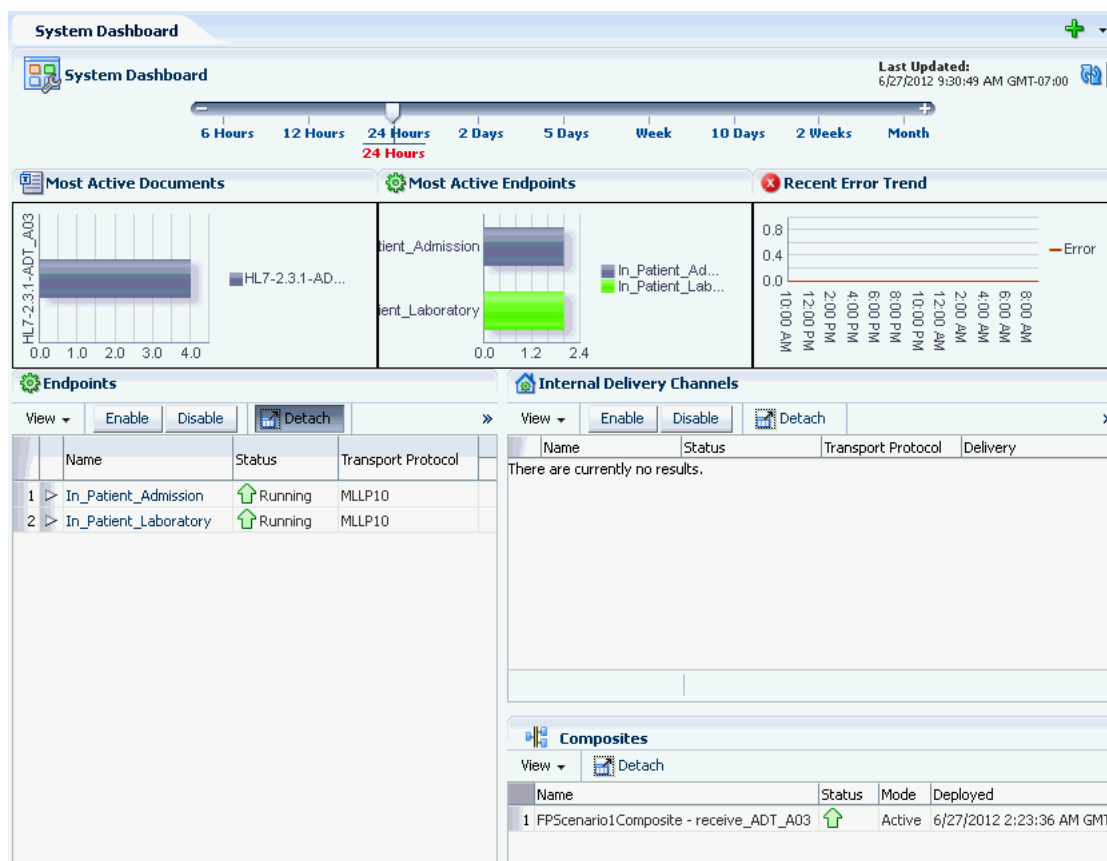 System Dashboard
System Dashboard
Last Updated:
6/27/2012 9:30:49 AM GMT-07:00
6 Hours 12 Hours 24 Hours 2 Days 5 Days Week 10 Days 2 Weeks Month
24 Hours
Most Active Documents
HL7-2.3.1-ADT_A03
0.0 1.0 2.0 3.0 4.0
HL7-2.3.1-AD...
Most Active Endpoints
tient_Admission
ient_Laboratory
0.0 1.2 2.4
In_Patient_Ad...
In_Patient_Lab...
Recent Error Trend
0.8
0.4
0.0
10:00 AM 12:00 PM 2:00 PM 4:00 PM 6:00 PM 8:00 PM 10:00 PM 12:00 AM 2:00 AM 4:00 AM 6:00 AM 8:00 AM
Error
Endpoints
View Enable Disable Detach »
Name Status Transport Protocol
1 In_Patient_Admission Running MLLP10
2 In_Patient_Laboratory Running MLLP10
Internal Delivery Channels
View Enable Disable Detach
Name Status Transport Protocol Delivery
There are currently no results.
Composites
View Detach
Name Status Mode Deployed
1 FPScenario1Composite - receive_ADT_A03 Active 6/27/2012 2:23:36 AM GMT